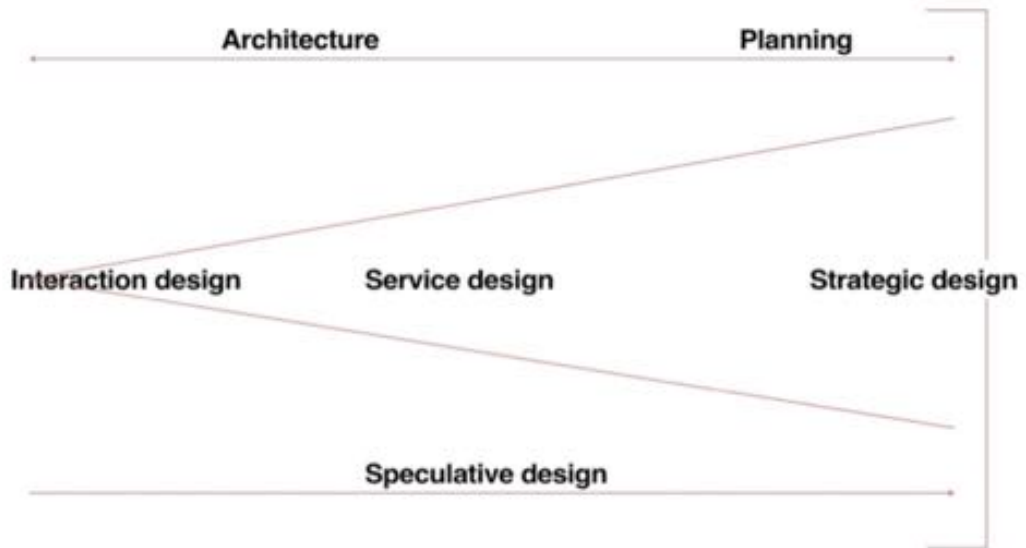 Architecture
Planning
Interaction design
Service design
Strategic design
Speculative design